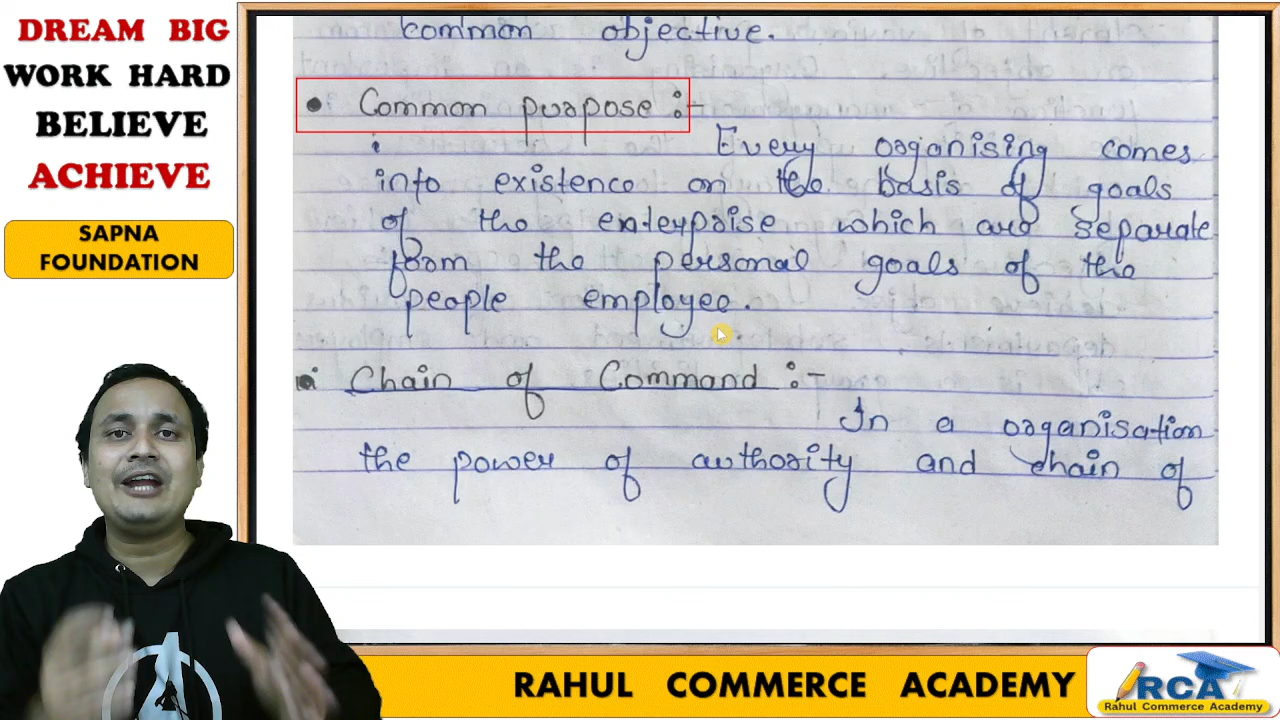 DREAM BIG
WORK HARD
BELIEVE
ACHIEVE
SAPNA
FOUNDATION
common objective.
• Common purpose :-
Every organising comes
into existence on the basis of goals
of the enterprise which are separate
from the personal goals of the
people employee.
• Chain of Command :-
In a organisation
the power of authority and chain of
RAHUL COMMERCE ACADEMY
RCA
Rahul Commerce Academy